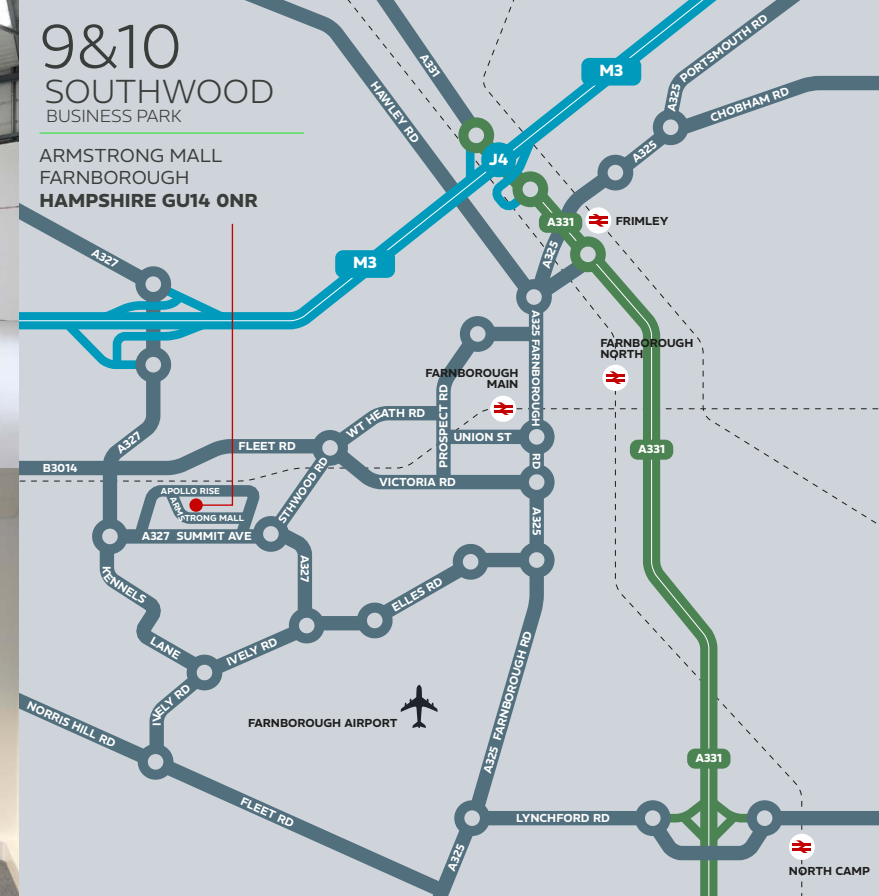 9&10
SOUTHWOOD
BUSINESS PARK
ARMSTRONG MALL
FARNBOROUGH
HAMPSHIRE GU14 0NR
A331
HAWLEY RD
M3
A325 PORTSMOUTH RD
CHOBHAM RD
A325
J4
A331
FRIMLEY
A325
A327
M3
A325 FARNBOROUGH RD
FARNBOROUGH
NORTH
FARNBOROUGH
MAIN
PROSPECT RD
WT HEATH RD
UNION ST
A327
FLEET RD
B3014
VICTORIA RD
A331
STHWOOD RD
APOLLO RISE
ARMSTRONG MALL
A327 SUMMIT AVE
A325
A327
KENNELS
LANE
ELLES RD
IVELY RD
IVELY RD
NORRIS HILL RD
FARNBOROUGH AIRPORT
A325 FARNBOROUGH RD
A331
FLEET RD
LYNCHFORD RD
A325
NORTH CAMP